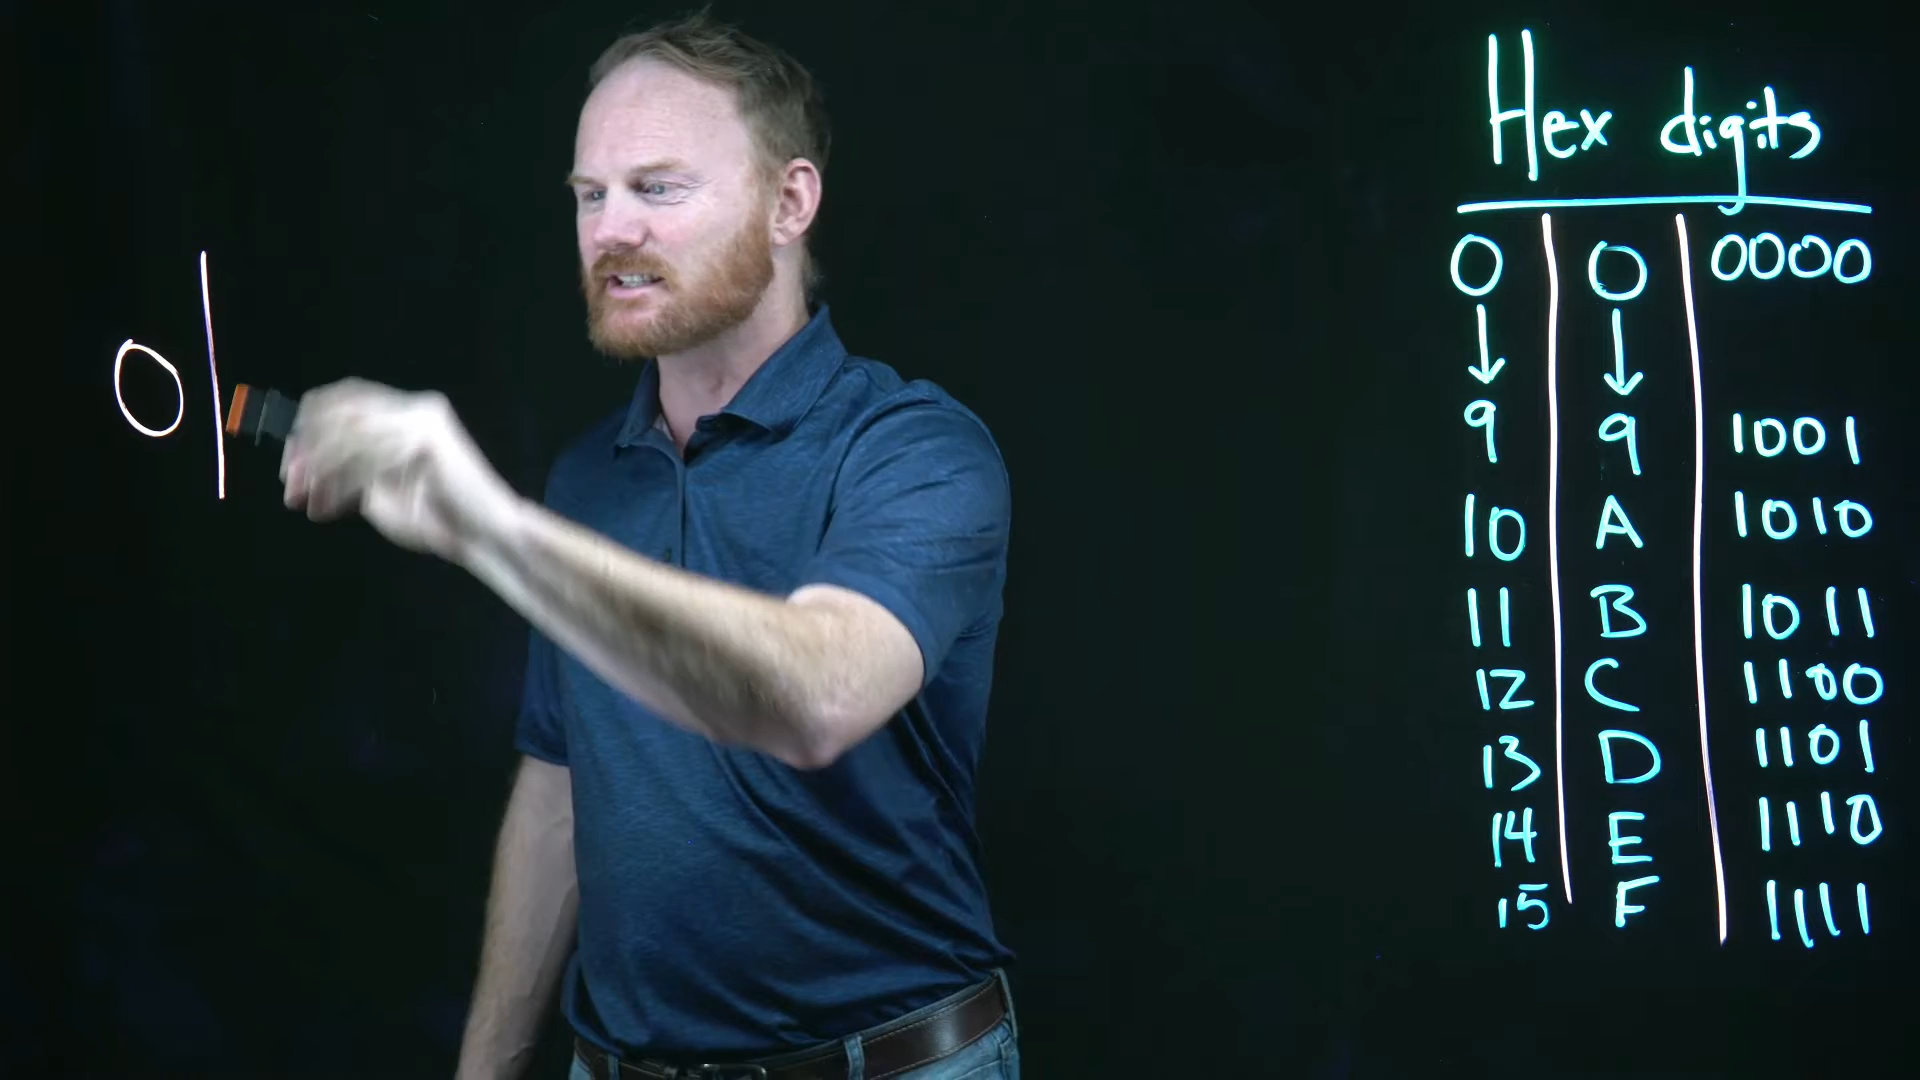 Hex digits
0 0 0000
↓ ↓
9 9 1001
10 A 1010
11 B 1011
12 C 1100
13 D 1101
14 E 1110
15 F 1111
0